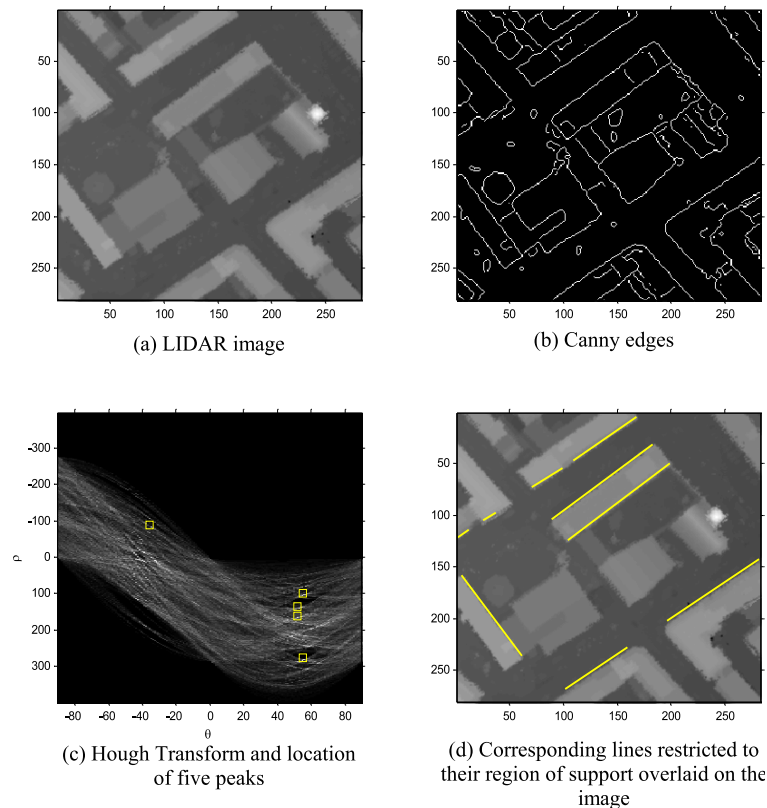 50
100
150
200
250
50 100 150 200 250
(a) LIDAR image
50
100
150
200
250
50 100 150 200 250
(b) Canny edges
-300
-200
-100
0
100
200
300
ρ
-80 -60 -40 -20 0 20 40 60 80
θ
(c) Hough Transform and location
of five peaks
50
100
150
200
250
50 100 150 200 250
(d) Corresponding lines restricted to
their region of support overlaid on the
image